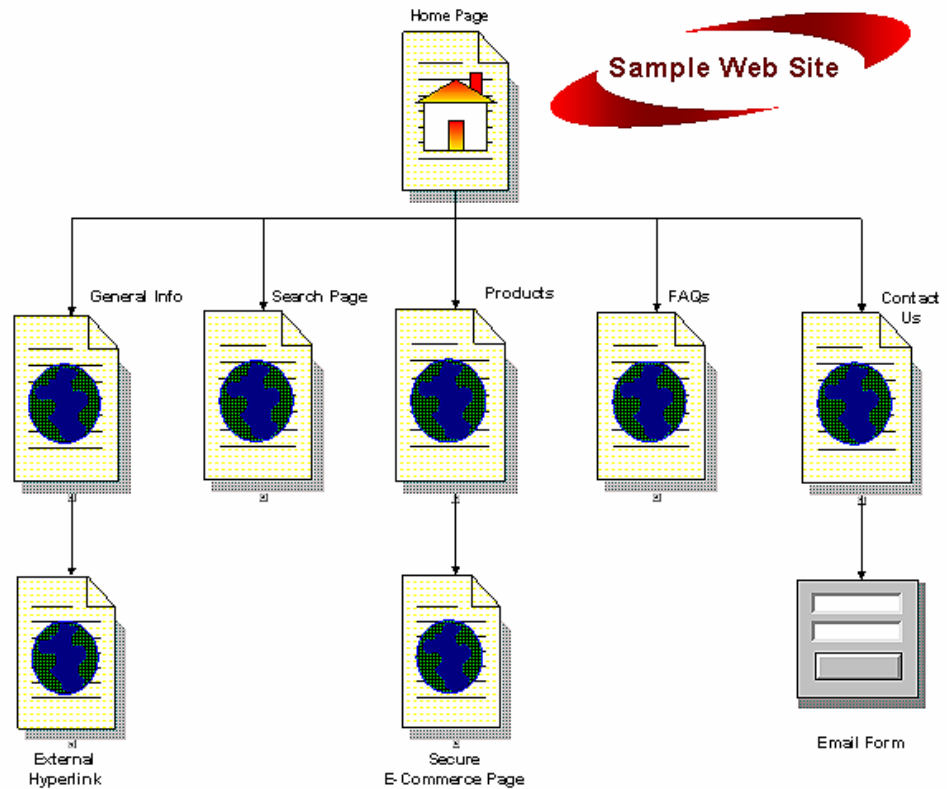 Home Page
Sample Web Site
General Info
Search Page
Products
FAQs
Contact
Us
External
Hyperlink
Secure
E-Commerce Page
Email Form